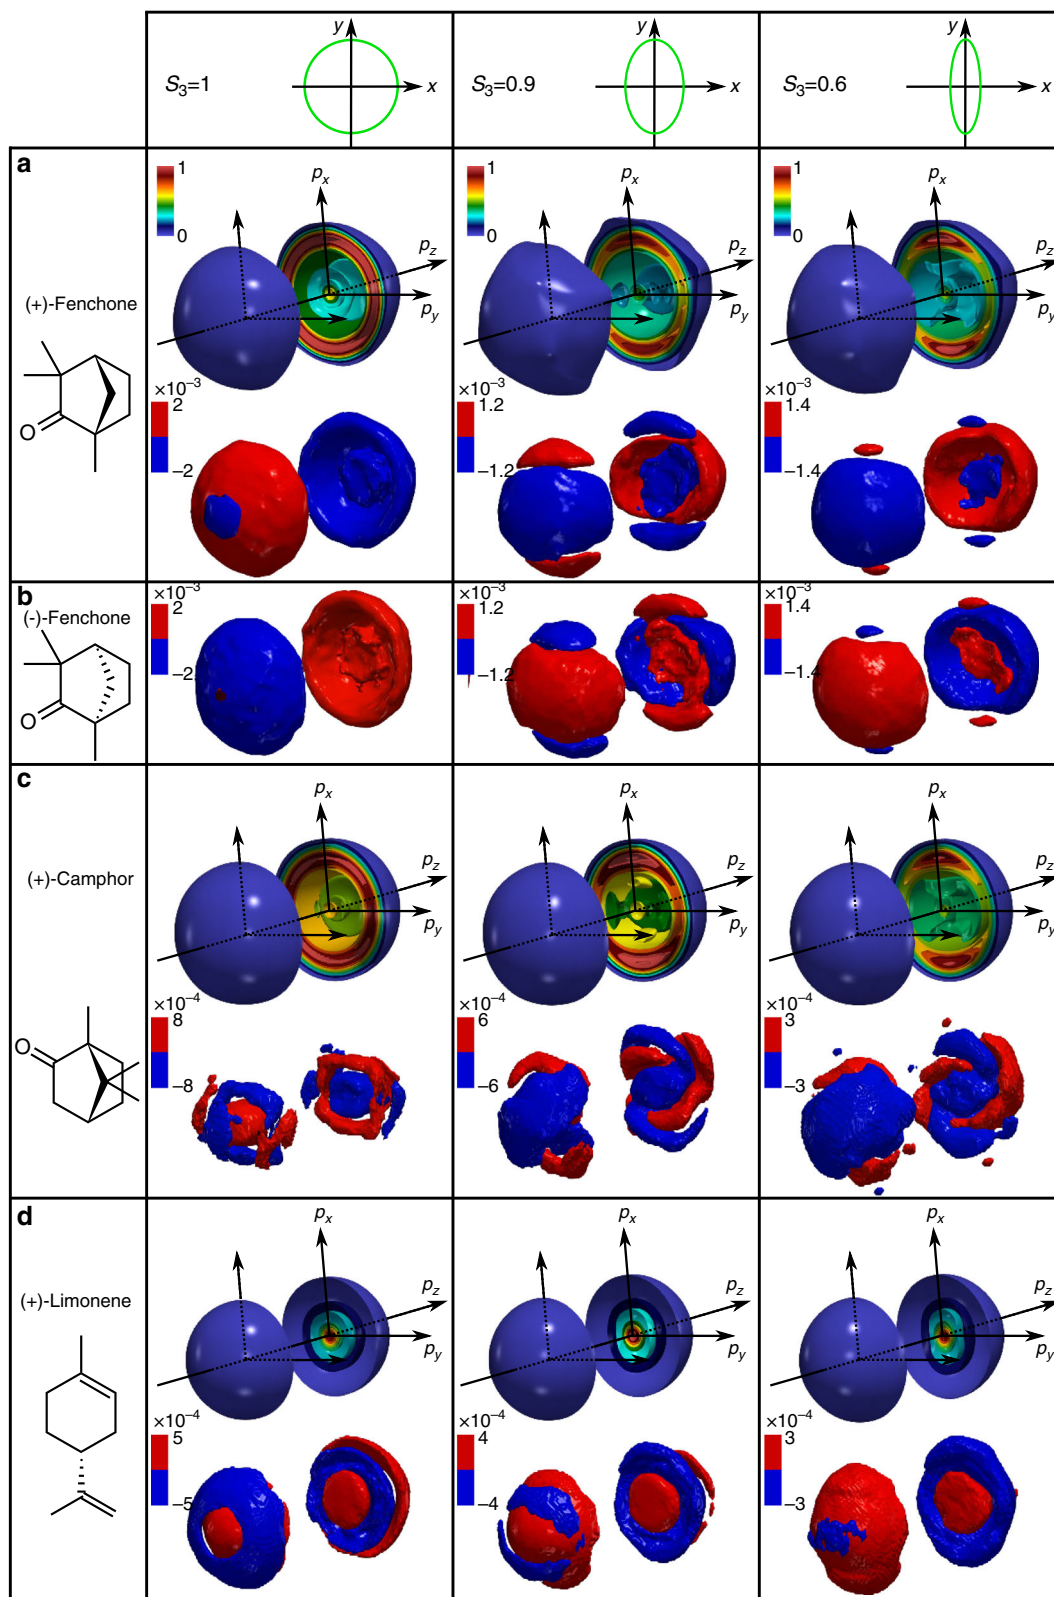 y
S3=1
x
y
S3=0.9
x
y
S3=0.6
x
a
(+)-Fenchone
O
1
0
px
pz
py
1
0
px
pz
py
1
0
px
pz
py
×10–3
2
–2
×10–3
1.2
–1.2
×10–3
1.4
–1.4
b
(-)-Fenchone
O
×10–3
2
–2
×10–3
1.2
–1.2
×10–3
1.4
–1.4
c
(+)-Camphor
O
px
pz
py
px
pz
py
px
pz
py
×10–4
8
–8
×10–4
6
–6
×10–4
3
–3
d
(+)-Limonene
px
pz
py
px
pz
py
px
pz
py
×10–4
5
–5
×10–4
4
–4
×10–4
3
–3